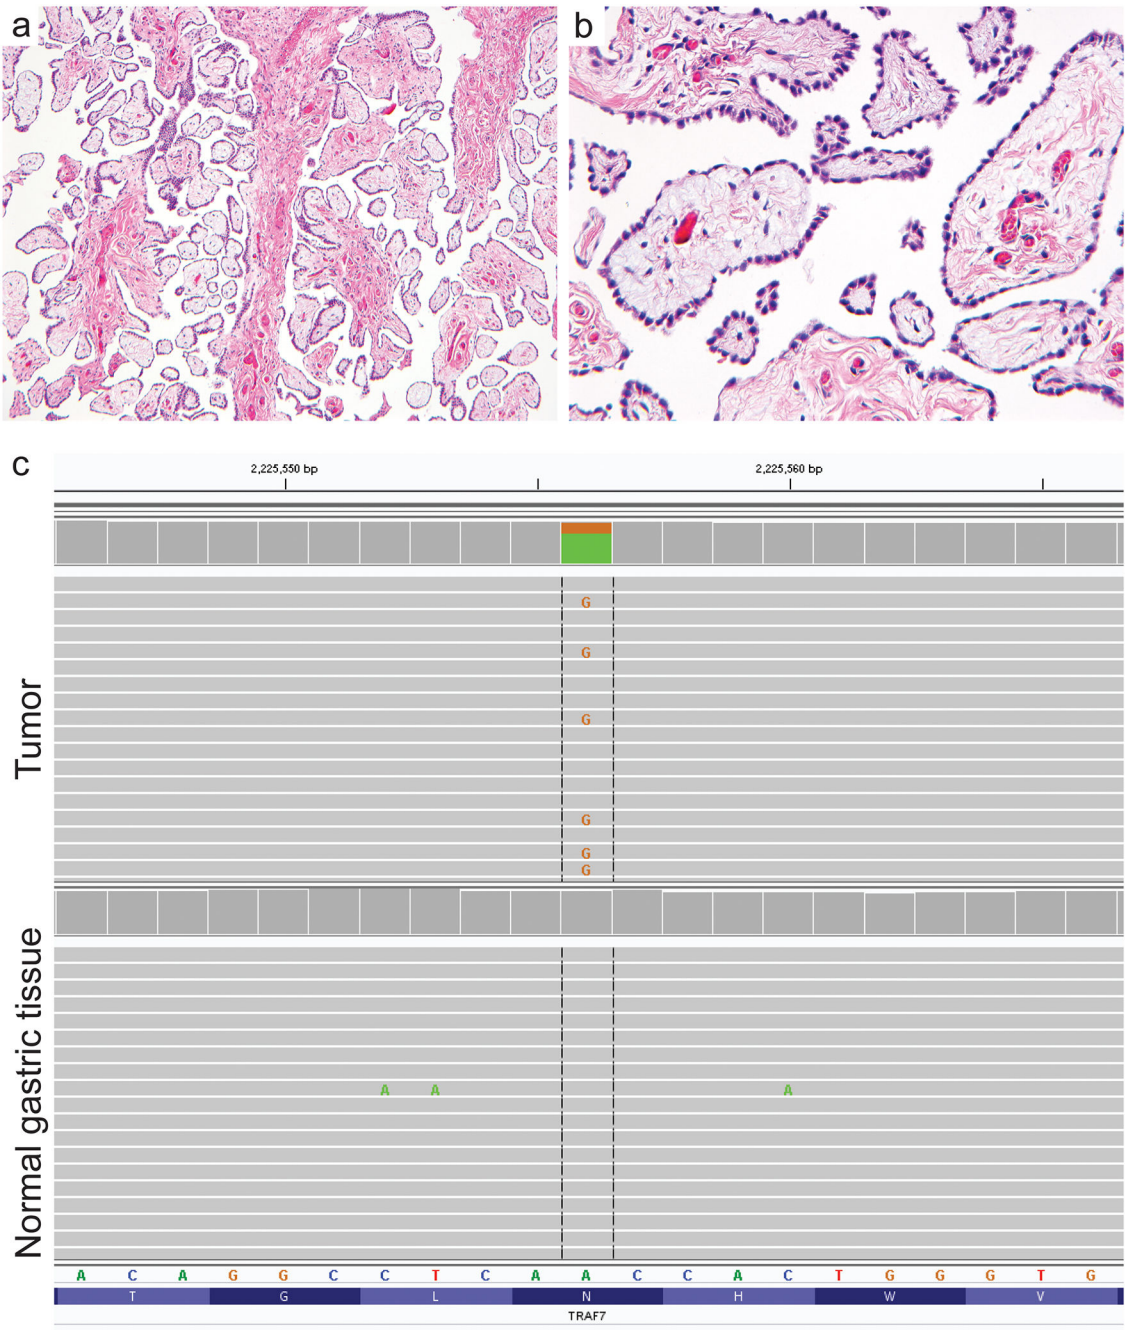 a
b
c
2,225,550 bp
2,225,560 bp
Tumor
G
G
G
G
G
G
Normal gastric tissue
A A A
A C A G G C C T C A A C C A C T G G G T G
T G L N H W V
TRAF7